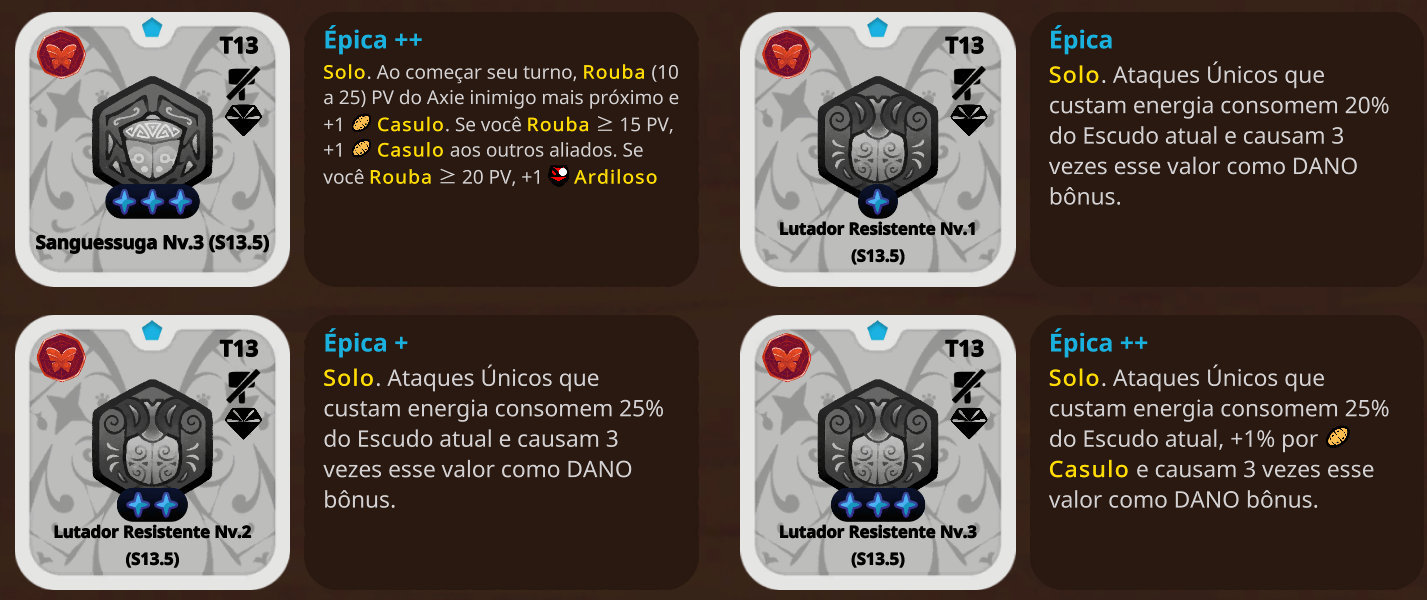 T13
Sanguessuga Nv.3 (S13.5)
Épica ++
Solo. Ao começar seu turno, Rouba (10
a 25) PV do Axie inimigo mais próximo e
+1 Casulo. Se você Rouba ≥ 15 PV,
+1 Casulo aos outros aliados. Se
você Rouba ≥ 20 PV, +1 Ardiloso
T13
Lutador Resistente Nv.1
(S13.5)
Épica
Solo. Ataques Únicos que
custam energia consomem 20%
do Escudo atual e causam 3
vezes esse valor como DANO
bônus.
T13
Lutador Resistente Nv.2
(S13.5)
Épica +
Solo. Ataques Únicos que
custam energia consomem 25%
do Escudo atual e causam 3
vezes esse valor como DANO
bônus.
T13
Lutador Resistente Nv.3
(S13.5)
Épica ++
Solo. Ataques Únicos que
custam energia consomem 25%
do Escudo atual, +1% por
Casulo e causam 3 vezes esse
valor como DANO bônus.